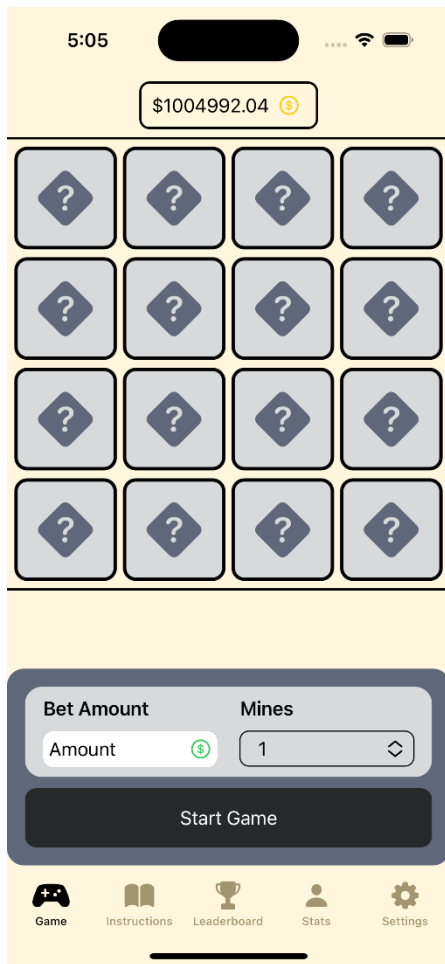 5:05
$1004992.04 $
? ? ? ?
? ? ? ?
? ? ? ?
? ? ? ?
Bet Amount Mines
Amount $ 1
Start Game
Game Instructions Leaderboard Stats Settings